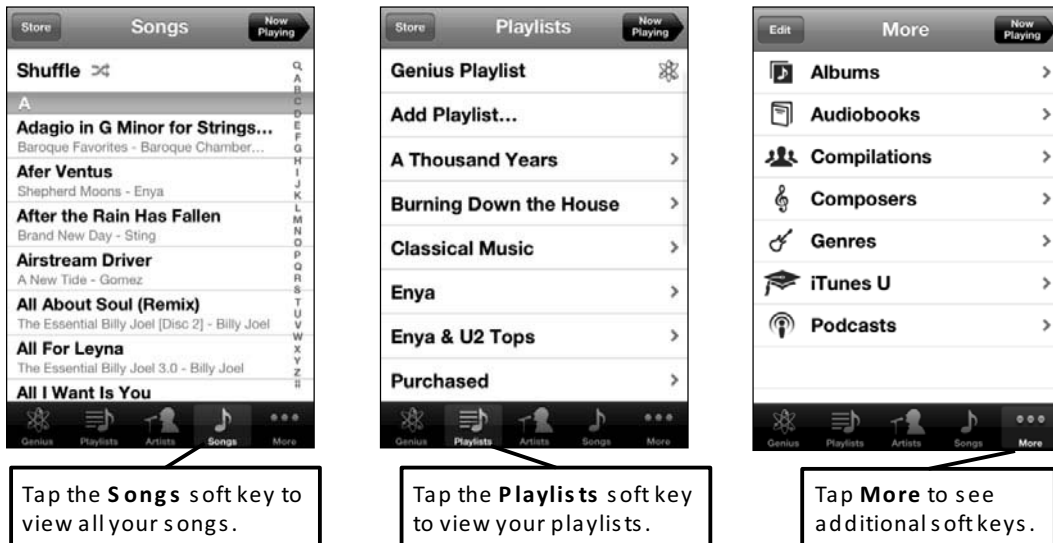 Store
Songs
Now
Playing
Shuffle
Q
A
B
C
D
E
F
G
H
I
J
K
L
M
N
O
P
Q
R
S
T
U
V
W
X
Y
Z
#
A
Adagio in G Minor for Strings...
Baroque Favorites - Baroque Chamber...
Afer Ventus
Shepherd Moons - Enya
After the Rain Has Fallen
Brand New Day - Sting
Airstream Driver
A New Tide - Gomez
All About Soul (Remix)
The Essential Billy Joel [Disc 2] - Billy Joel
All For Leyna
The Essential Billy Joel 3.0 - Billy Joel
All I Want Is You
Genius Playlists Artists Songs More
Tap the Songs soft key to
view all your songs.
Store
Playlists
Now
Playing
Genius Playlist
Add Playlist...
A Thousand Years
Burning Down the House
Classical Music
Enya
Enya & U2 Tops
Purchased
Genius Playlists Artists Songs More
Tap the Playlists soft key
to view your playlists.
Edit
More
Now
Playing
Albums
Audiobooks
Compilations
Composers
Genres
iTunes U
Podcasts
Genius Playlists Artists Songs More
Tap More to see
additional soft keys.